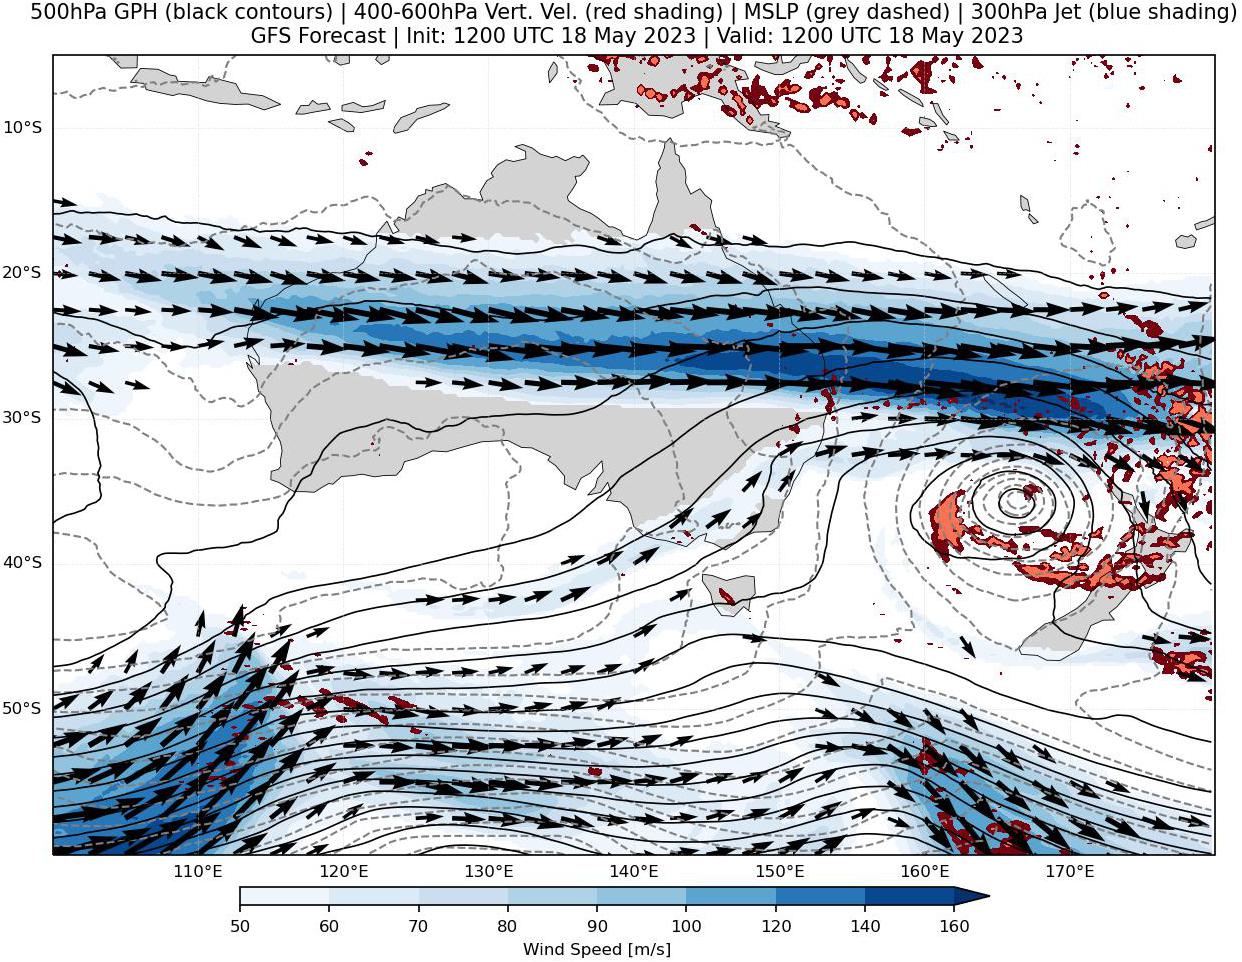 500hPa GPH (black contours) | 400-600hPa Vert. Vel. (red shading) | MSLP (grey dashed) | 300hPa Jet (blue shading)
GFS Forecast | Init: 1200 UTC 18 May 2023 | Valid: 1200 UTC 18 May 2023
10°S
20°S
30°S
40°S
50°S
110°E 120°E 130°E 140°E 150°E 160°E 170°E
50 60 70 80 90 100 120 140 160
Wind Speed [m/s]